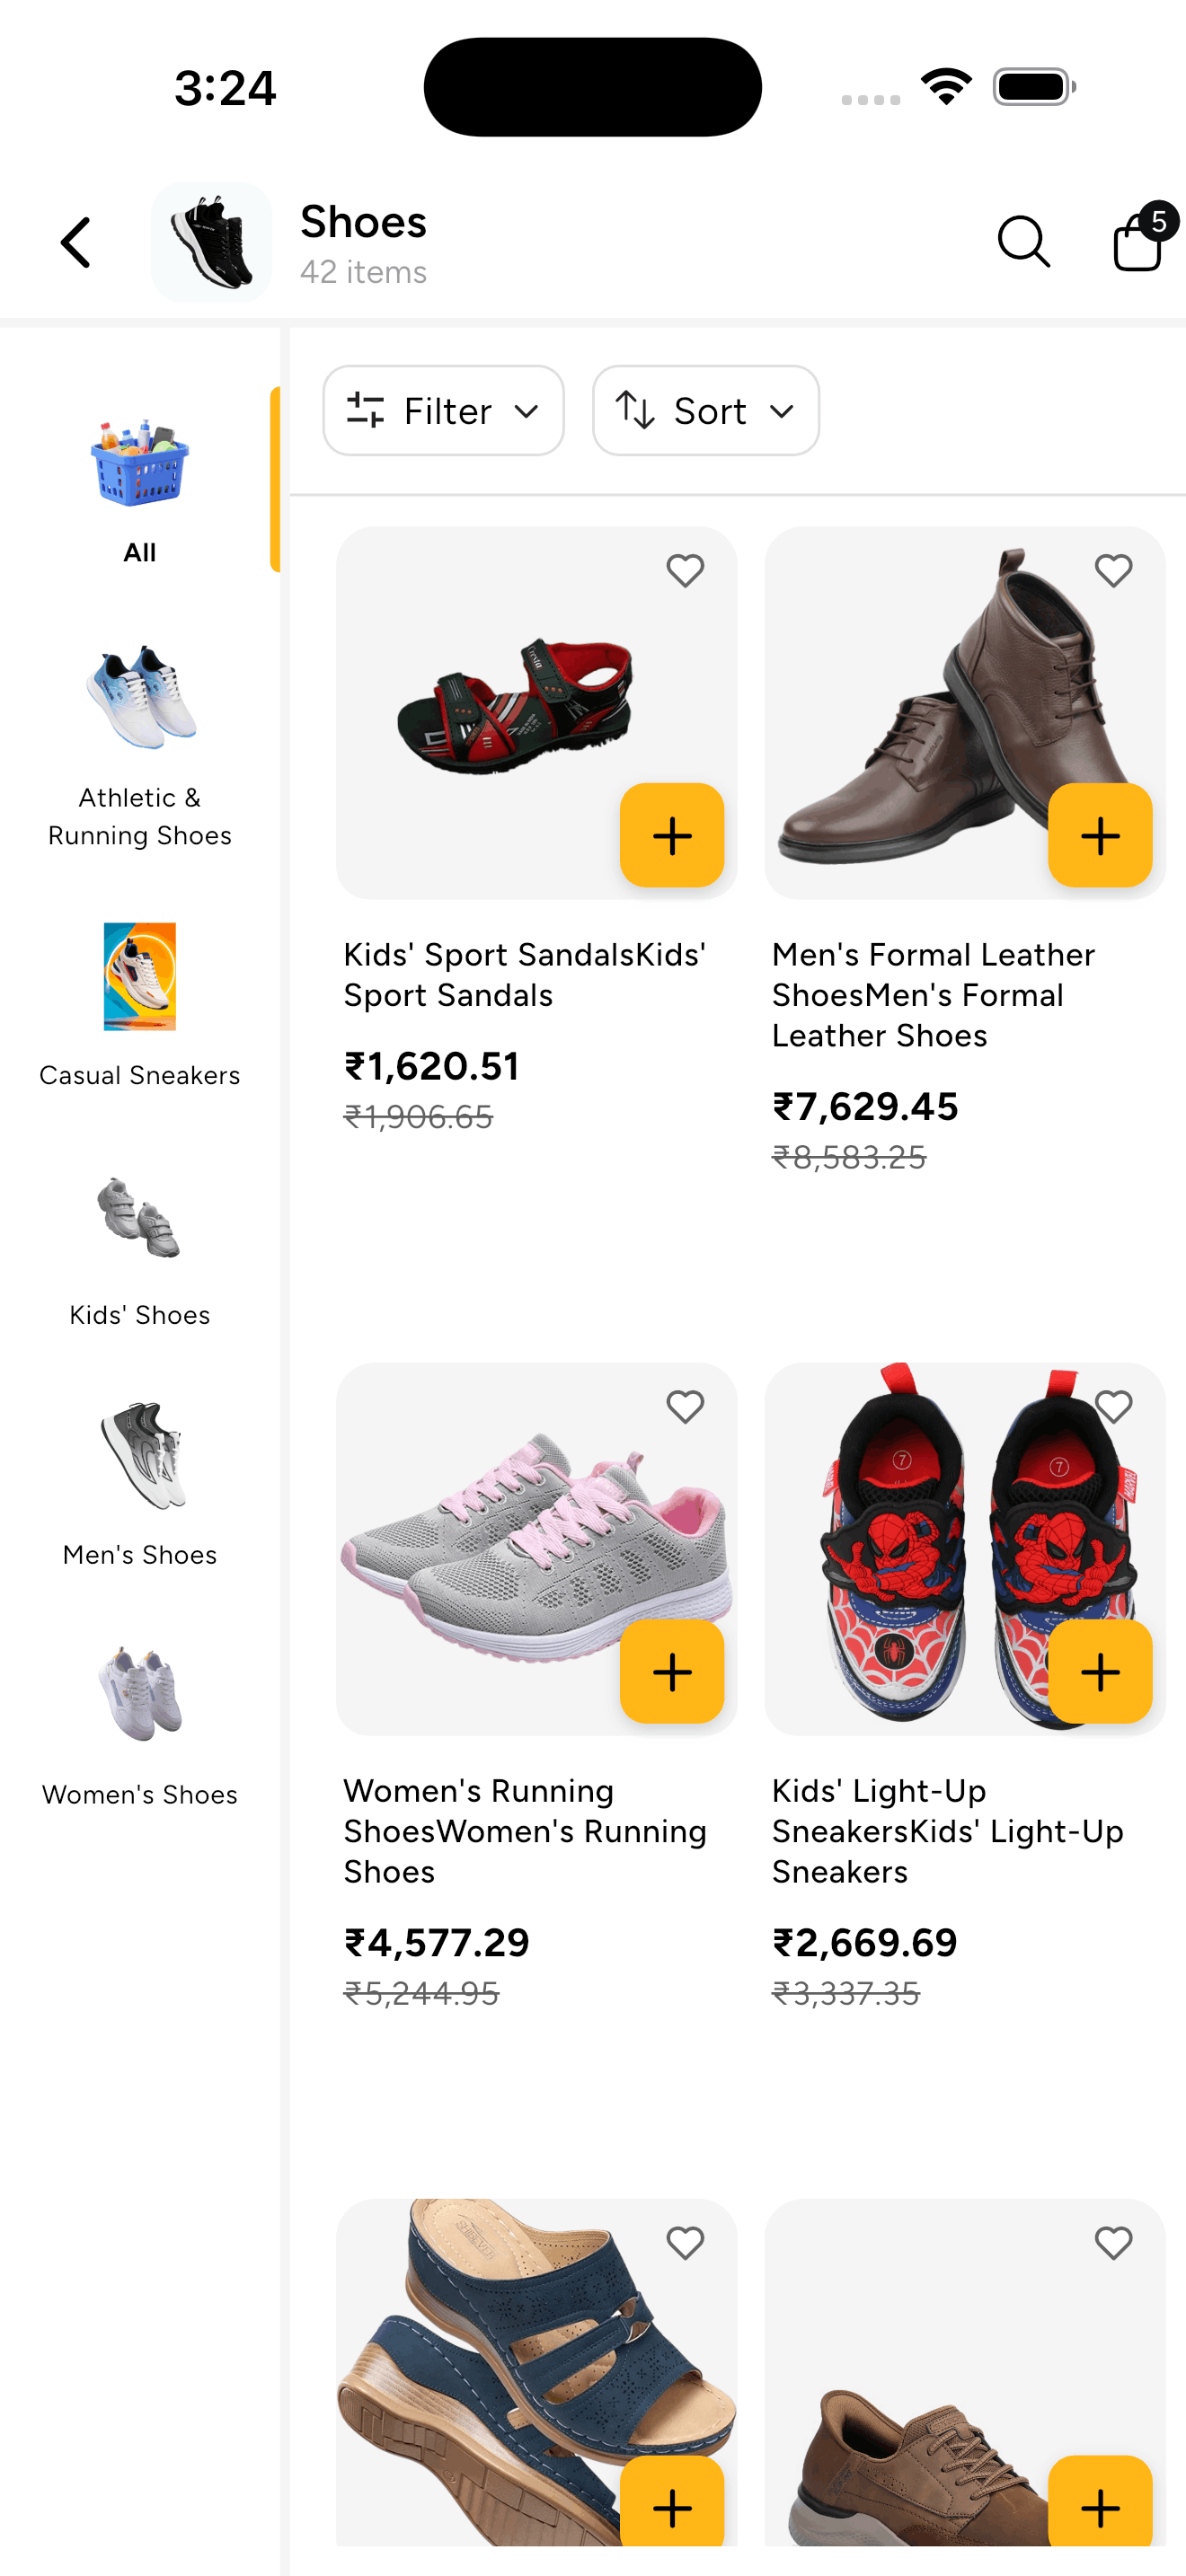 3:24
Shoes
42 items
5
Filter
Sort
All
Athletic &
Running Shoes
Casual Sneakers
Kids' Shoes
Men's Shoes
Women's Shoes
Kids' Sport SandalsKids'
Sport Sandals
₹1,620.51
₹1,906.65
Men's Formal Leather
ShoesMen's Formal
Leather Shoes
₹7,629.45
₹8,583.25
7
7
MARVEL
Women's Running
ShoesWomen's Running
Shoes
₹4,577.29
₹5,244.95
Kids' Light-Up
SneakersKids' Light-Up
Sneakers
₹2,669.69
₹3,337.35